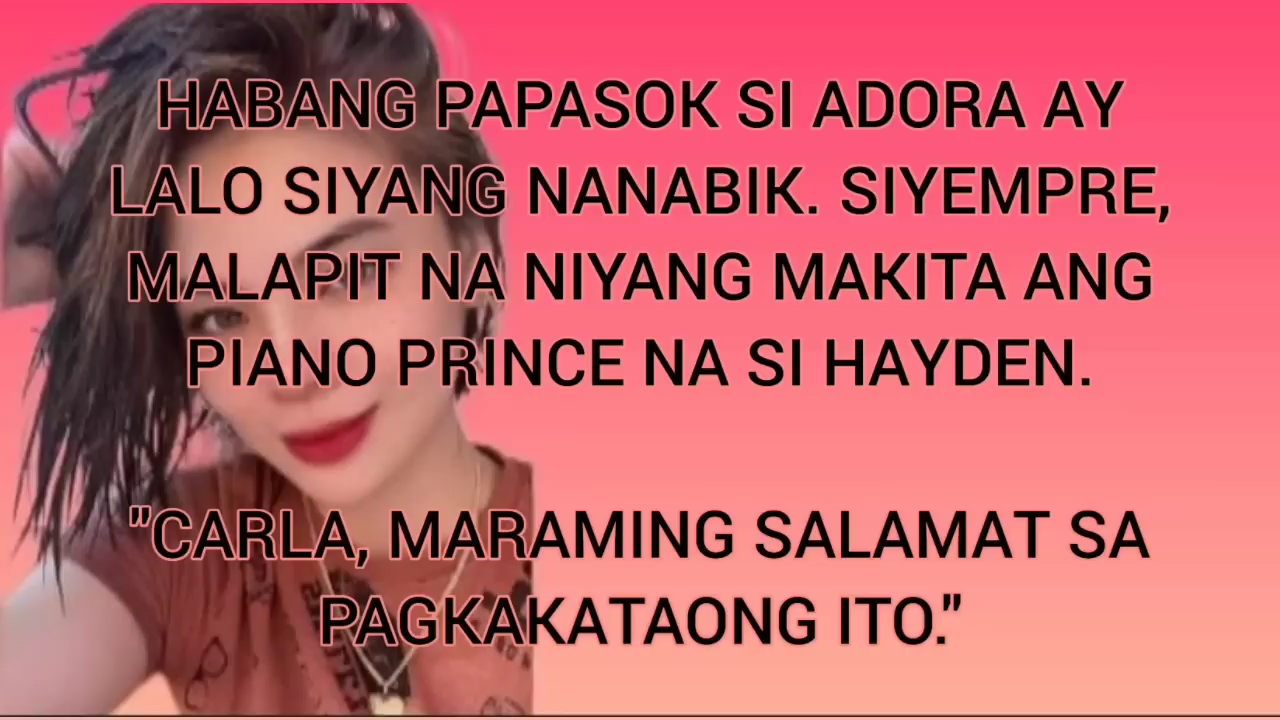 HABANG PAPASOK SI ADORA AY
LALO SIYANG NANABIK. SIYEMPRE,
MALAPIT NA NIYANG MAKITA ANG
PIANO PRINCE NA SI HAYDEN.
"CARLA, MARAMING SALAMAT SA
PAGKAKATAONG ITO."